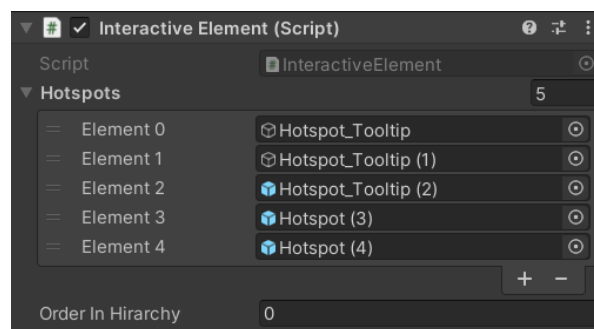 Interactive Element (Script)
Script InteractiveElement
Hotspots 5
Element 0 Hotspot_Tooltip
Element 1 Hotspot_Tooltip (1)
Element 2 Hotspot_Tooltip (2)
Element 3 Hotspot (3)
Element 4 Hotspot (4)
Order In Hirarchy 0